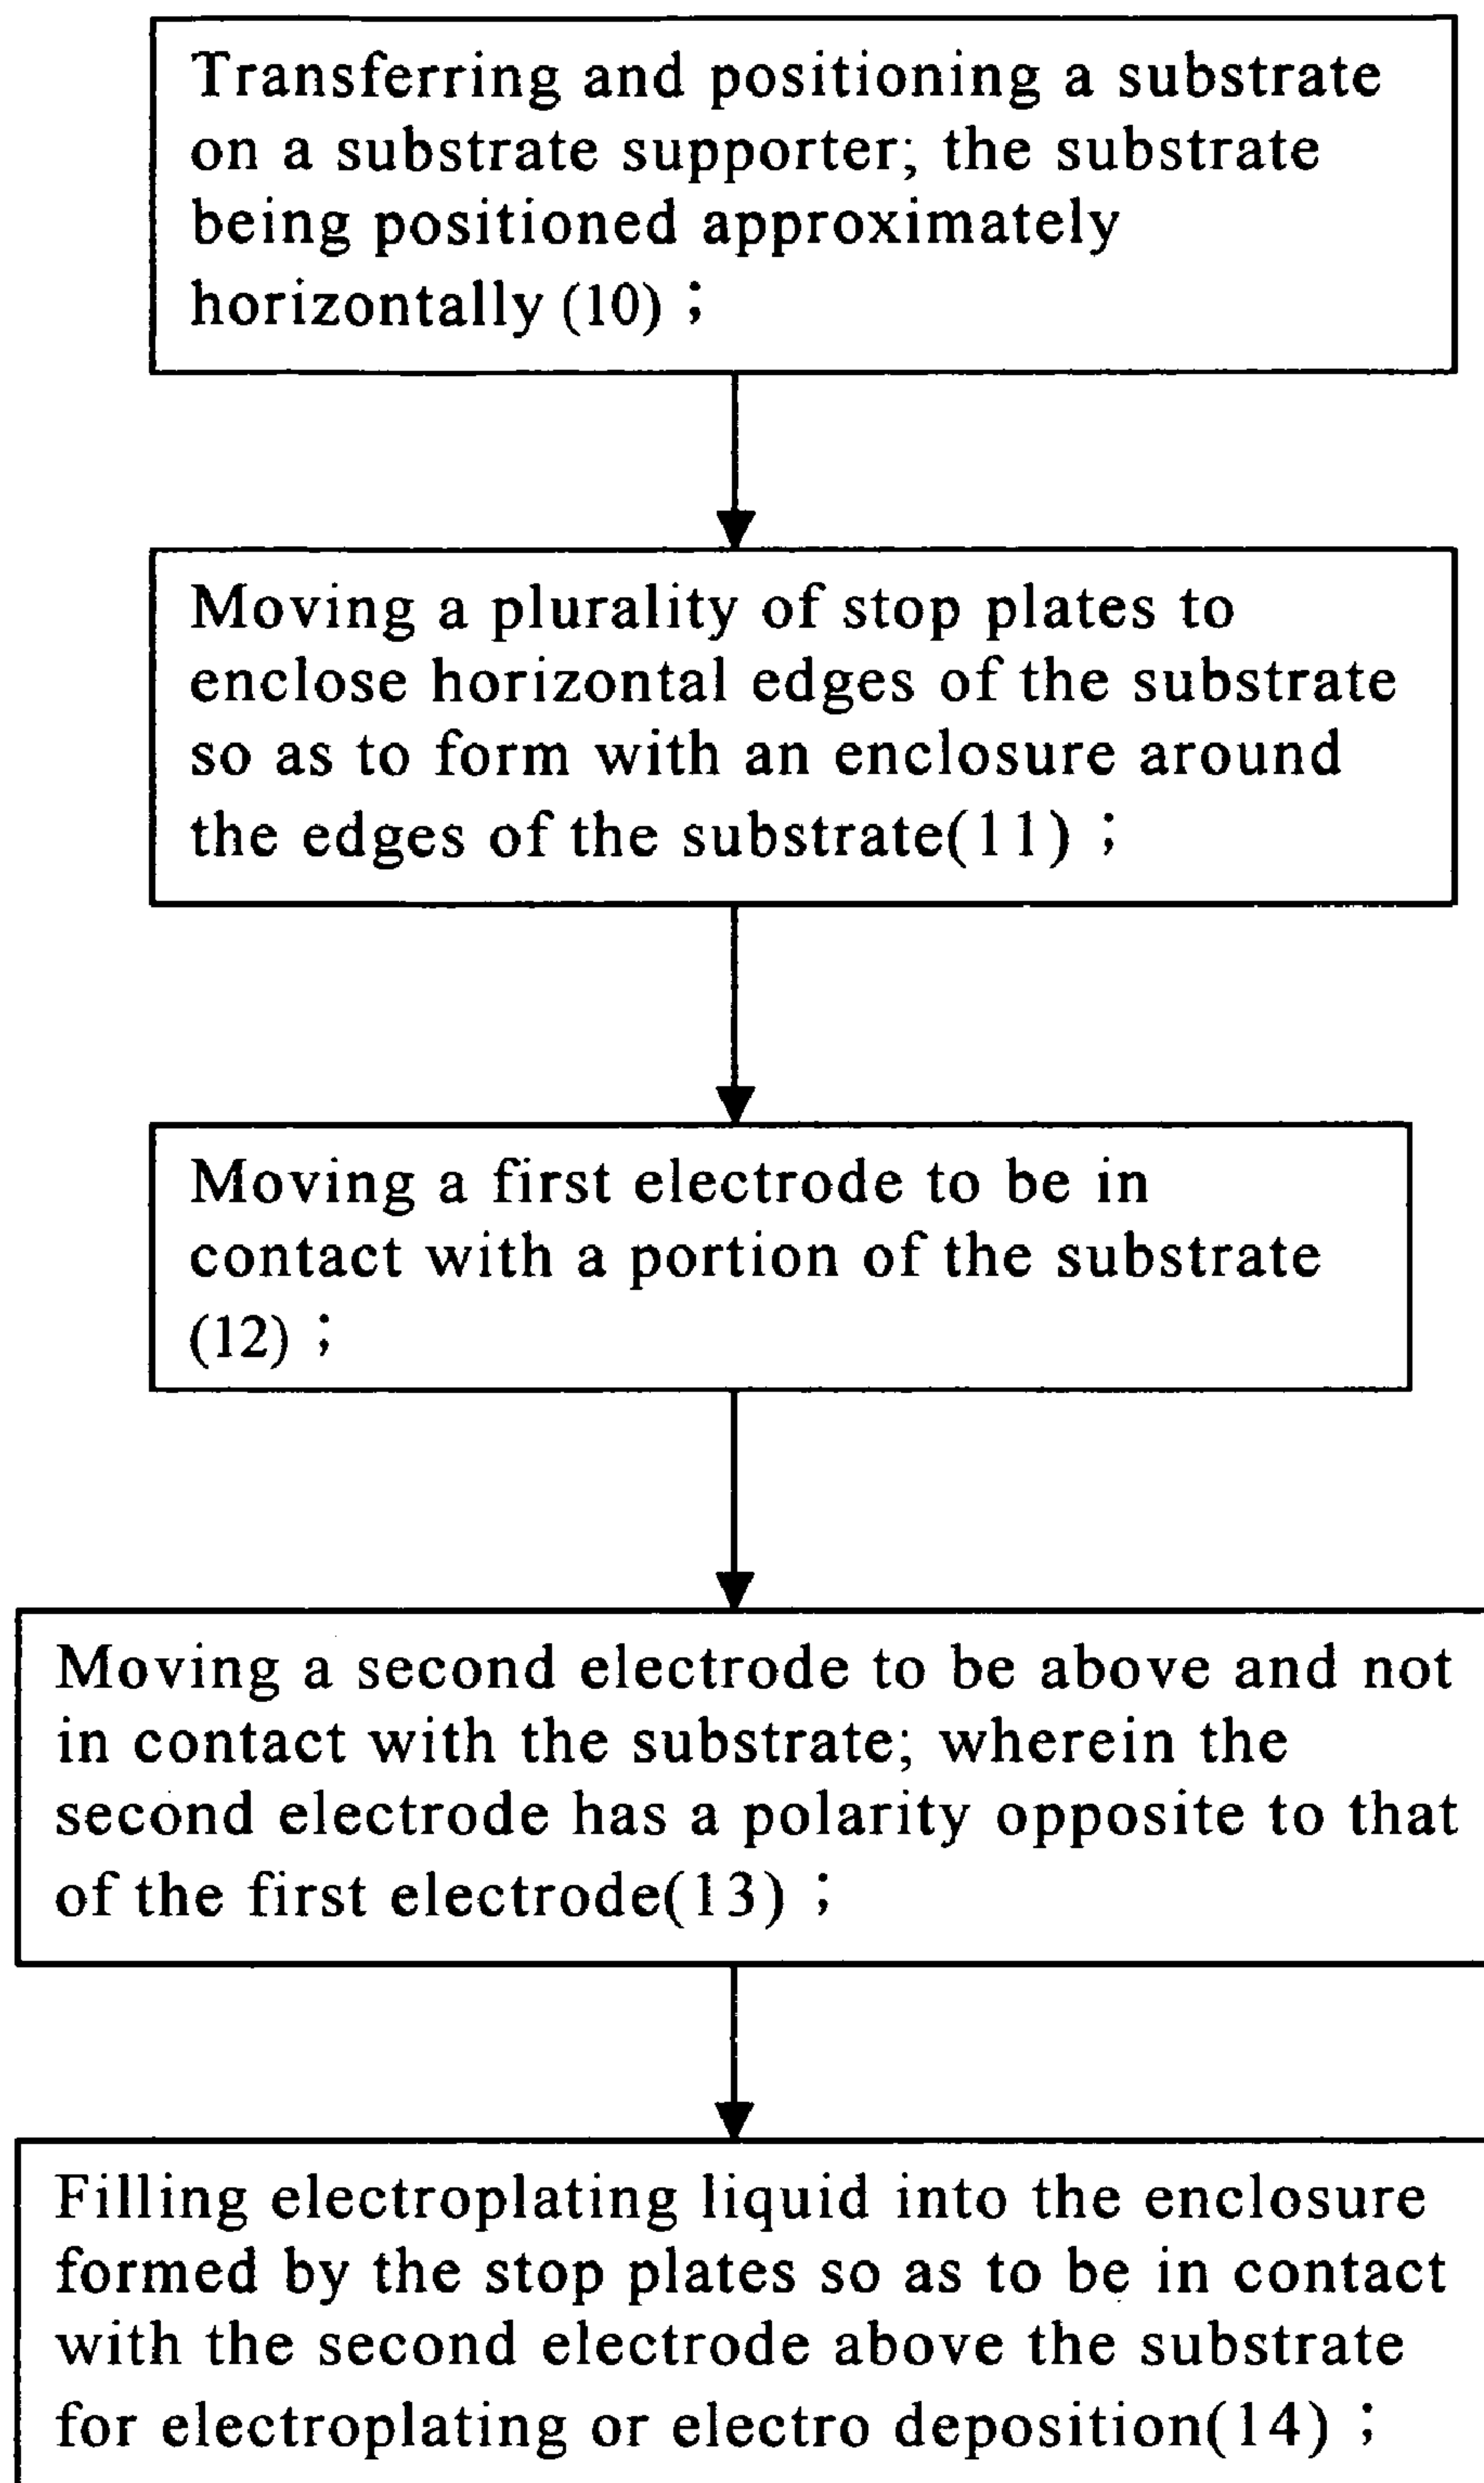 Transferring and positioning a substrate
on a substrate supporter; the substrate
being positioned approximately
horizontally (10) ;
Moving a plurality of stop plates to
enclose horizontal edges of the substrate
so as to form with an enclosure around
the edges of the substrate(11) ;
Moving a first electrode to be in
contact with a portion of the substrate
(12) ;
Moving a second electrode to be above and not
in contact with the substrate; wherein the
second electrode has a polarity opposite to that
of the first electrode(13) ;
Filling electroplating liquid into the enclosure
formed by the stop plates so as to be in contact
with the second electrode above the substrate
for electroplating or electro deposition(14) ;